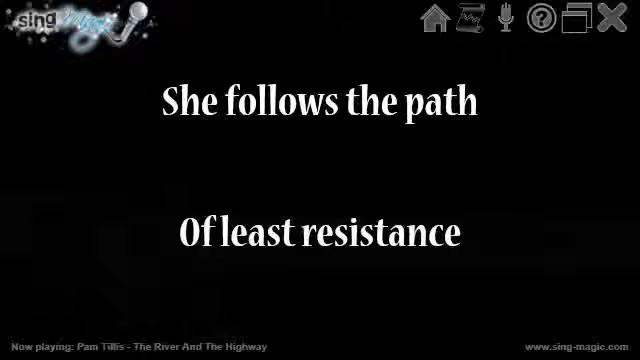 sing Magic
She follows the path
Of least resistance
Now playing: Pam Tillis - The River And The Highway
www.sing-magic.com